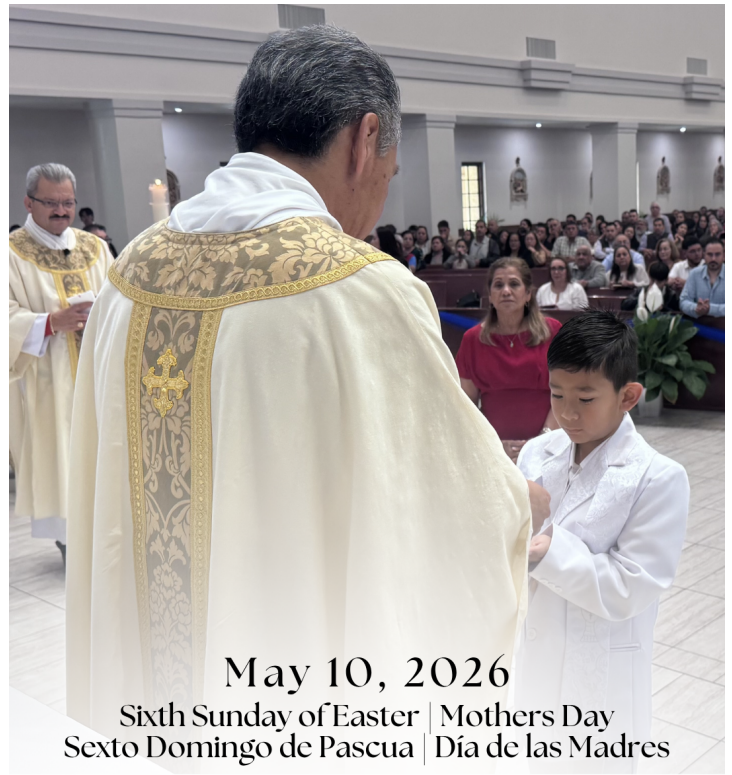 May 10, 2026
Sixth Sunday of Easter | Mothers Day
Sexto Domingo de Pascua | Día de las Madres